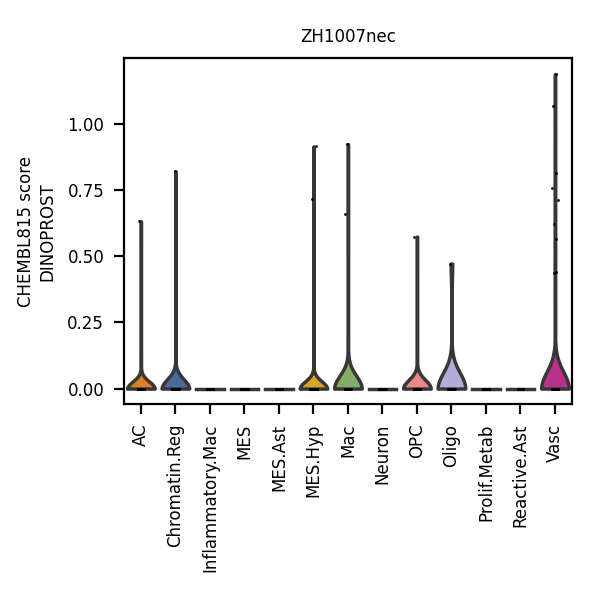 ZH1007nec
CHEMBL815 score
DINOPROST
1.00
0.75
0.50
0.25
0.00
AC
Chromatin.Reg
Inflammatory.Mac
MES
MES.Ast
MES.Hyp
Mac
Neuron
OPC
Oligo
Prolif.Metab
Reactive.Ast
Vasc